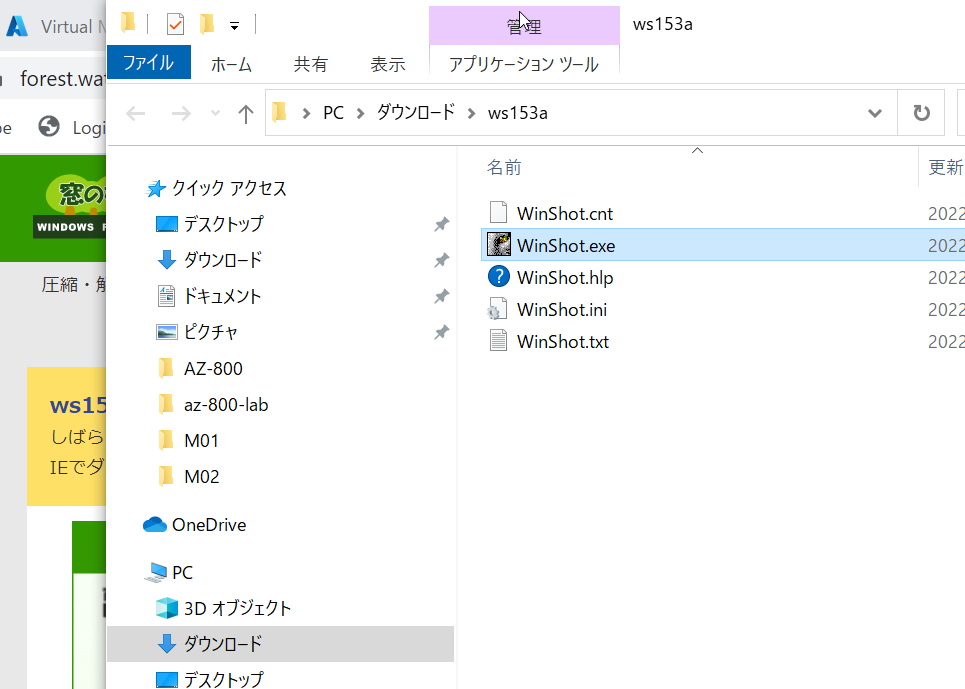 Virtual
管理
ws153a
ファイル
ホーム
共有
表示
アプリケーション ツール
forest.wa
PC
ダウンロード
ws153a
Logi
名前
更新
窓の
WINDOWS
圧縮・解
クイック アクセス
デスクトップ
ダウンロード
ドキュメント
ピクチャ
AZ-800
az-800-lab
M01
M02
OneDrive
PC
3D オブジェクト
ダウンロード
デスクトップ
WinShot.cnt
2022
WinShot.exe
2022
WinShot.hlp
2022
WinShot.ini
2022
WinShot.txt
2022
ws15
しばら
IEでダ